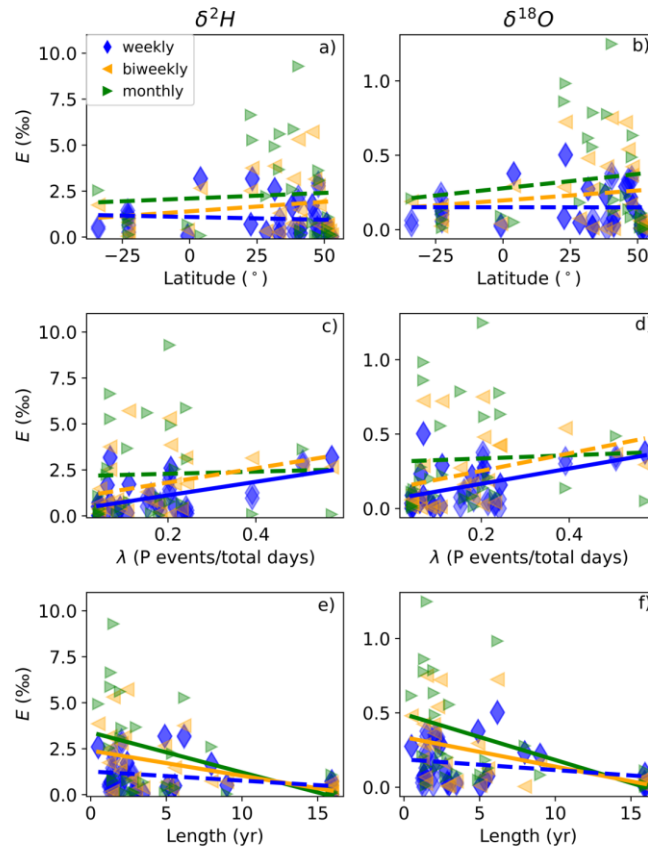 δ²H
δ¹⁸O
a)
b)
weekly
biweekly
monthly
10.0
7.5
5.0
2.5
0.0
E (‰)
1.0
0.5
0.0
−25
0
25
50
Latitude (°)
−25
0
25
50
Latitude (°)
c)
d)
10.0
7.5
5.0
2.5
0.0
E (‰)
1.0
0.5
0.0
0.2
0.4
λ (P events/total days)
0.2
0.4
λ (P events/total days)
e)
f)
10.0
7.5
5.0
2.5
0.0
E (‰)
1.0
0.5
0.0
0
5
10
15
Length (yr)
0
5
10
15
Length (yr)